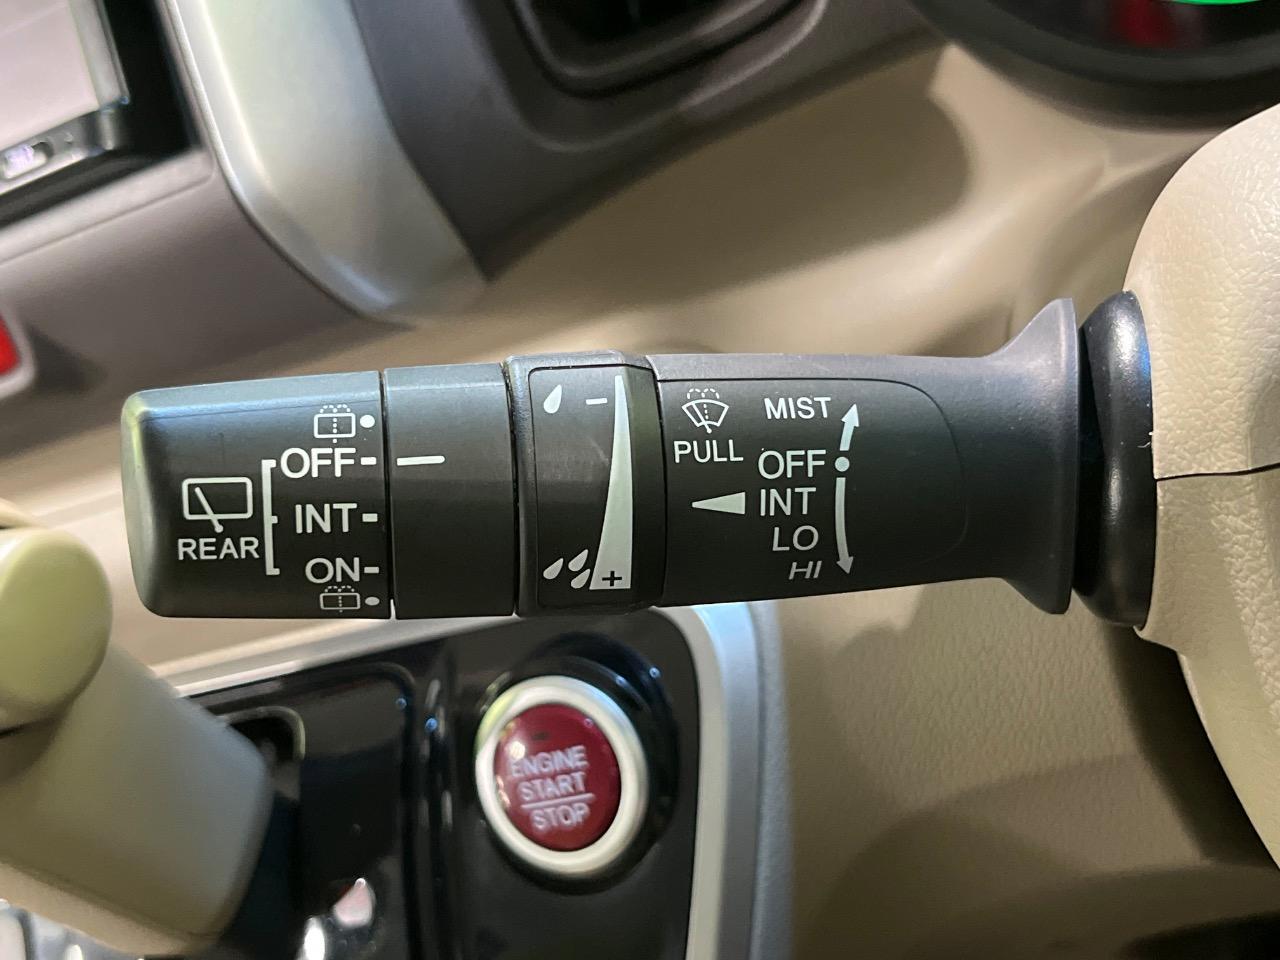 OFF
INT
ON
REAR
-
+
PULL
MIST
OFF
INT
LO
HI
ENGINE
START
STOP